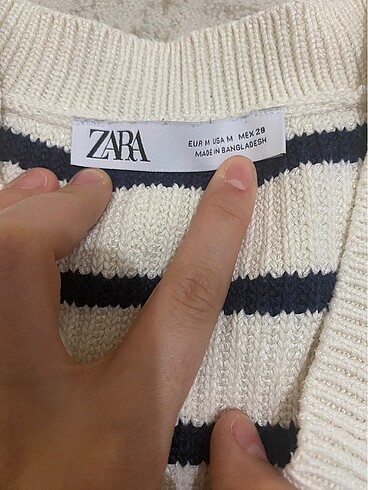 ZARA
EUR M USA M MEX 28
MADE IN BANGLADESH